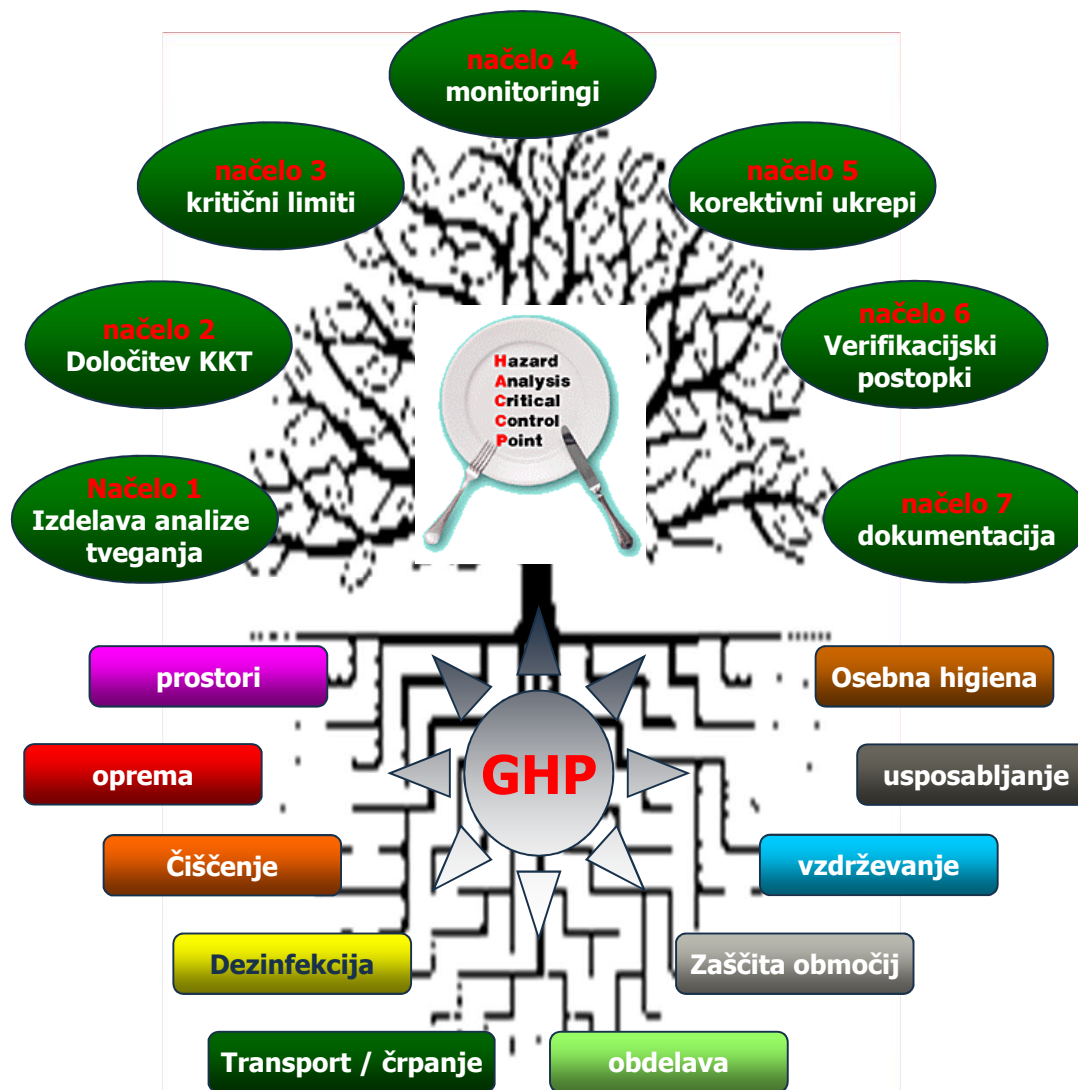 načelo 4
monitoringi
načelo 3
kritični limiti
načelo 5
korektivni ukrepi
načelo 2
Določitev KKT
načelo 6
Verifikacijski
postopki
Hazard
Analysis
Critical
Control
Point
Načelo 1
Izdelava analize
tveganja
načelo 7
dokumentacija
prostori
Osebna higiena
oprema
GHP
usposabljanje
Čiščenje
vzdrževanje
Dezinfekcija
Zaščita območij
Transport / črpanje
obdelava